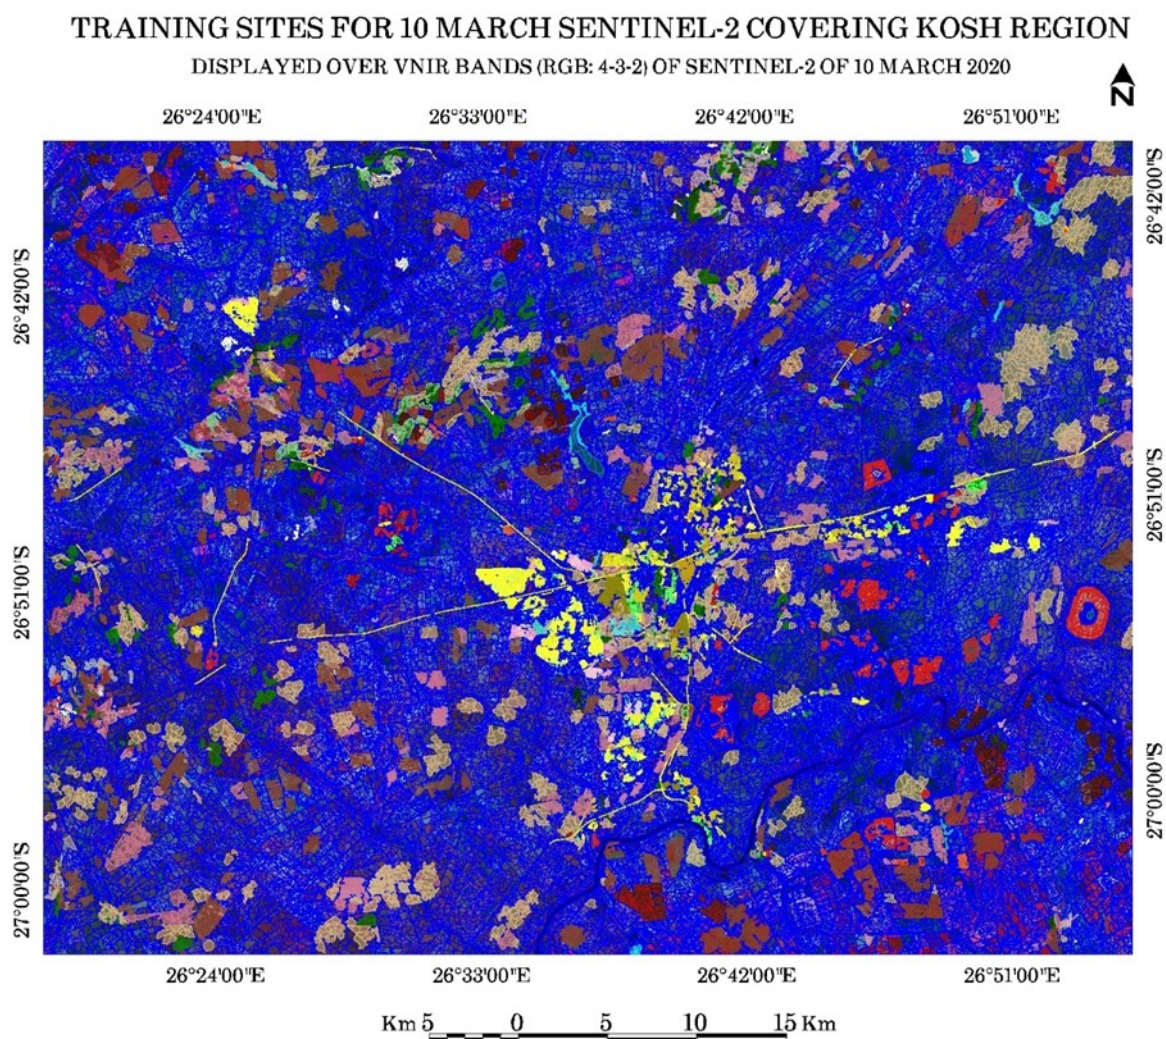 TRAINING SITES FOR 10 MARCH SENTINEL-2 COVERING KOSH REGION
DISPLAYED OVER VNIR BANDS (RGB: 4-3-2) OF SENTINEL-2 OF 10 MARCH 2020
N
26°24'00"E 26°33'00"E 26°42'00"E 26°51'00"E
26°42'00"S
26°42'00"S
26°51'00"S
26°51'00"S
27°00'00"S
27°00'00"S
26°24'00"E 26°33'00"E 26°42'00"E 26°51'00"E
Km 5 0 5 10 15 Km